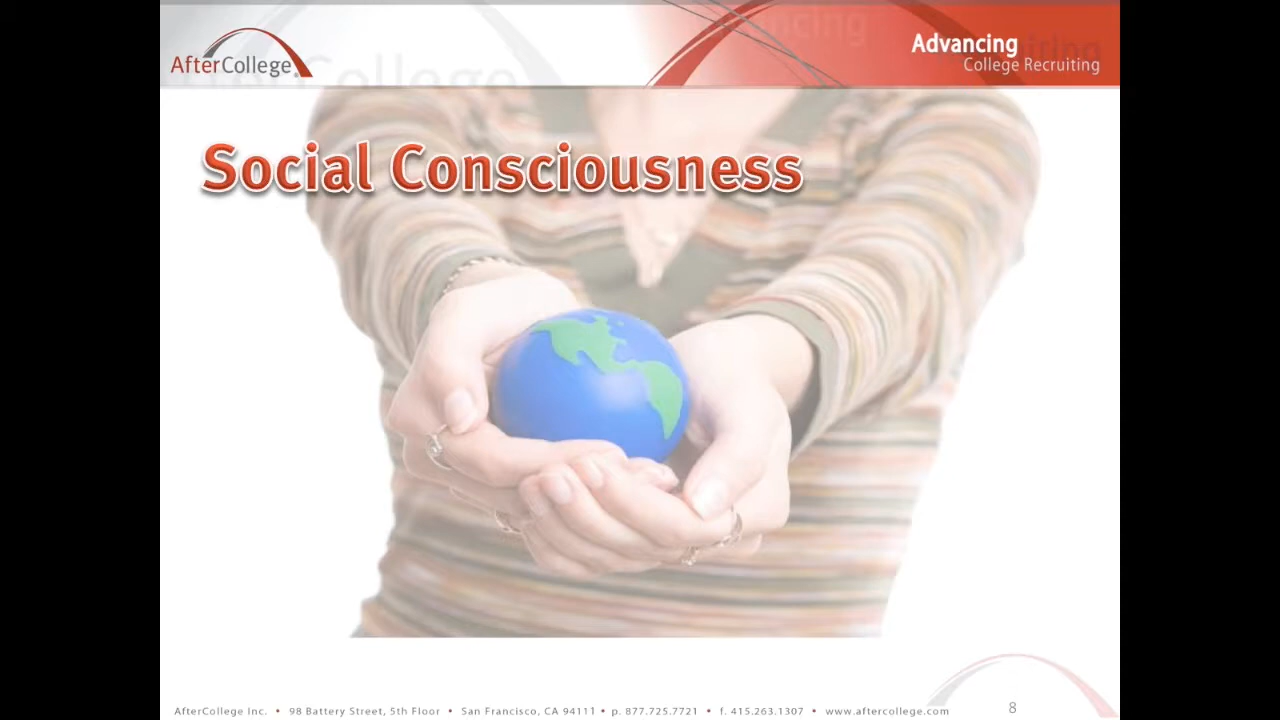 AfterCollege
Advancing
College Recruiting
Social Consciousness
AfterCollege Inc. • 98 Battery Street, 5th Floor • San Francisco, CA 94111 • p. 877.725.7721 • f. 415.263.1307 • www.aftercollege.com
8